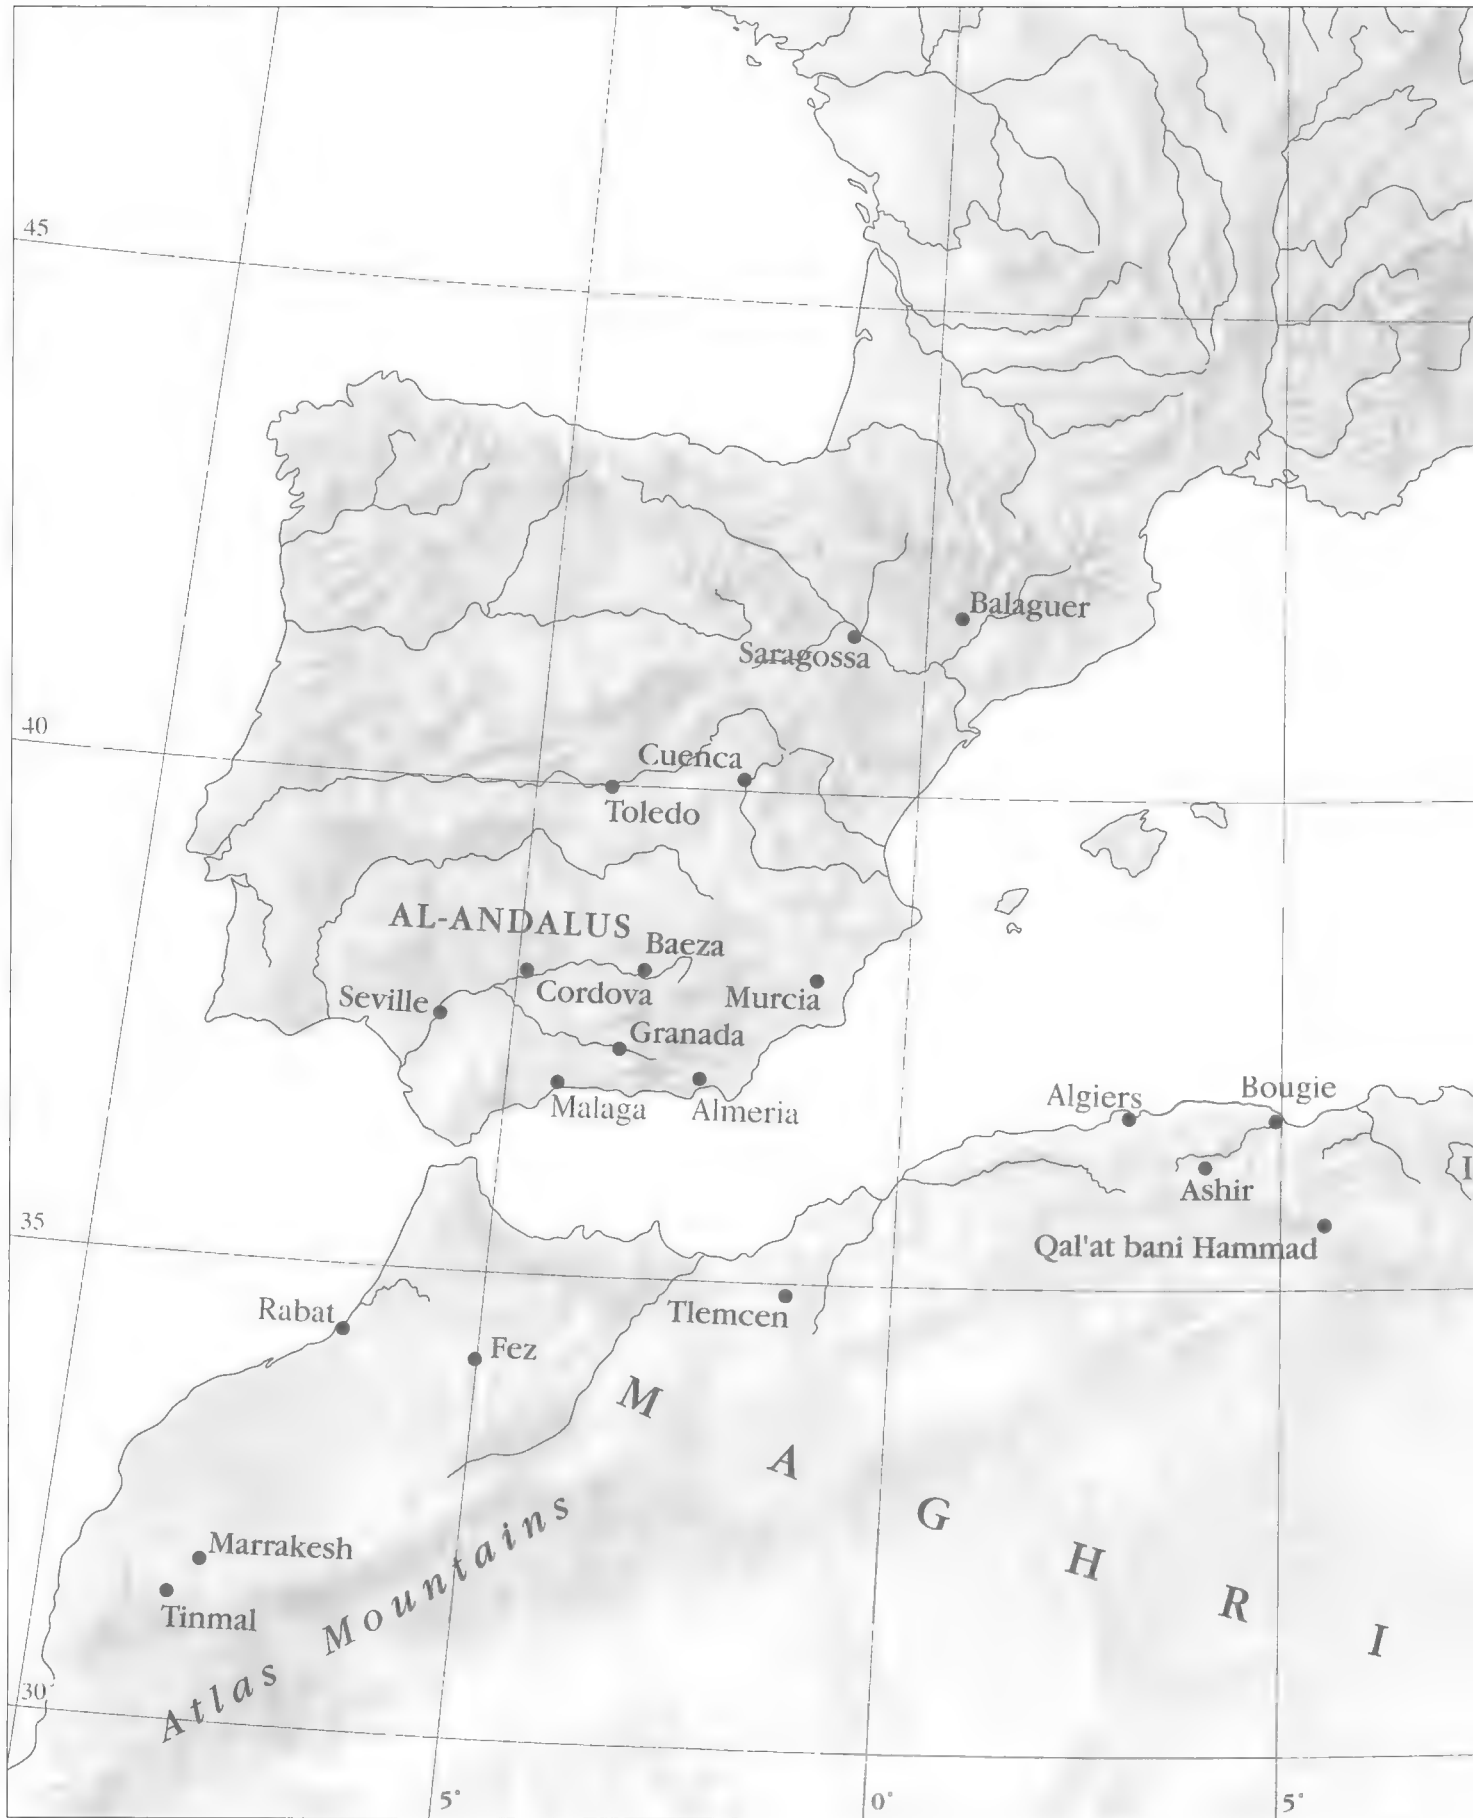 45
Balaguer
Saragossa
40
Cuenca
Toledo
AL-ANDALUS
Baeza
Cordova
Murcia
Seville
Granada
Malaga
Almeria
Algiers
Bougie
Ashir
35
Qal'at bani Hammad
Rabat
Tlemcen
Fez
MAGHRI
Marrakesh
Tinmal
Atlas Mountains
30°
5°
0°
5°